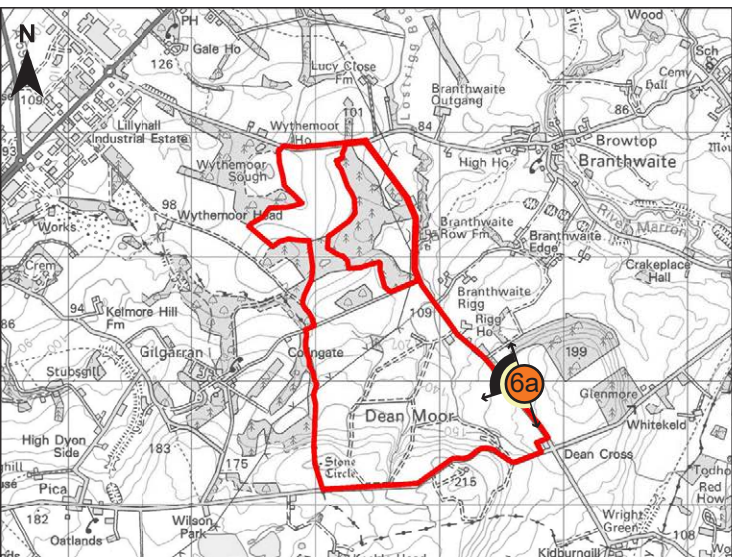 PH
Wood
N
Gale Ho
126
Lucy Close
Fm
Sch
Cemy
Hall
109
Lostrigg Beck
Branthwaite
Outgang
86
Lillyhall
Industrial Estate
Wythemoor
Ho
101
84
Browtop
Branthwaite
High Ho
Wythemoor
Sough
98
Wythemoor Head
Branthwaite
Row Fm
River Marron
Works
Branthwaite
Edge
Crakeplace
Hall
Crem
Branthwaite
Rigg
94
Kelmore Hill
Fm
109
Rigg
Ho
86
Gilgarran
Colingate
199
Stubsgill
6a
Glenmore
Dean Moor
Whitekeld
High Dyon
Side
183
Dean Cross
175
Stone
Circle
215
Pica
Red
How
182
Wilson
Park
Wright
Green
108
Oatlands
Kidburngill